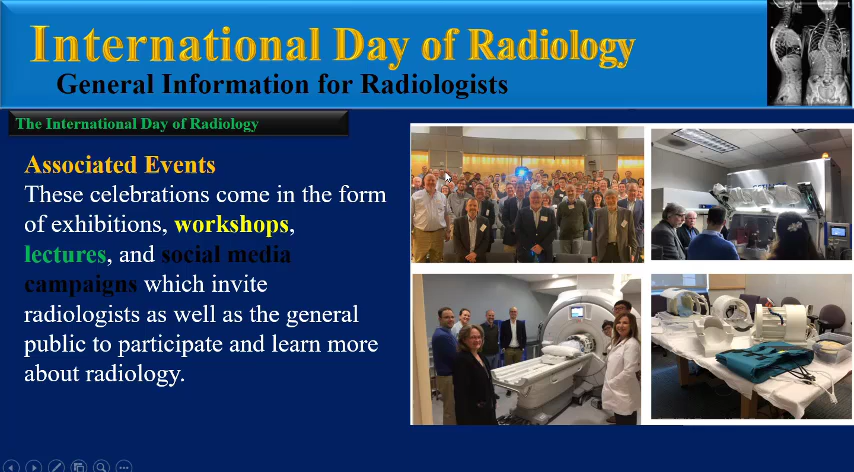 International Day of Radiology
General Information for Radiologists
The International Day of Radiology
Associated Events
These celebrations come in the form
of exhibitions, workshops,
lectures, and social media
campaigns which invite
radiologists as well as the general
public to participate and learn more
about radiology.